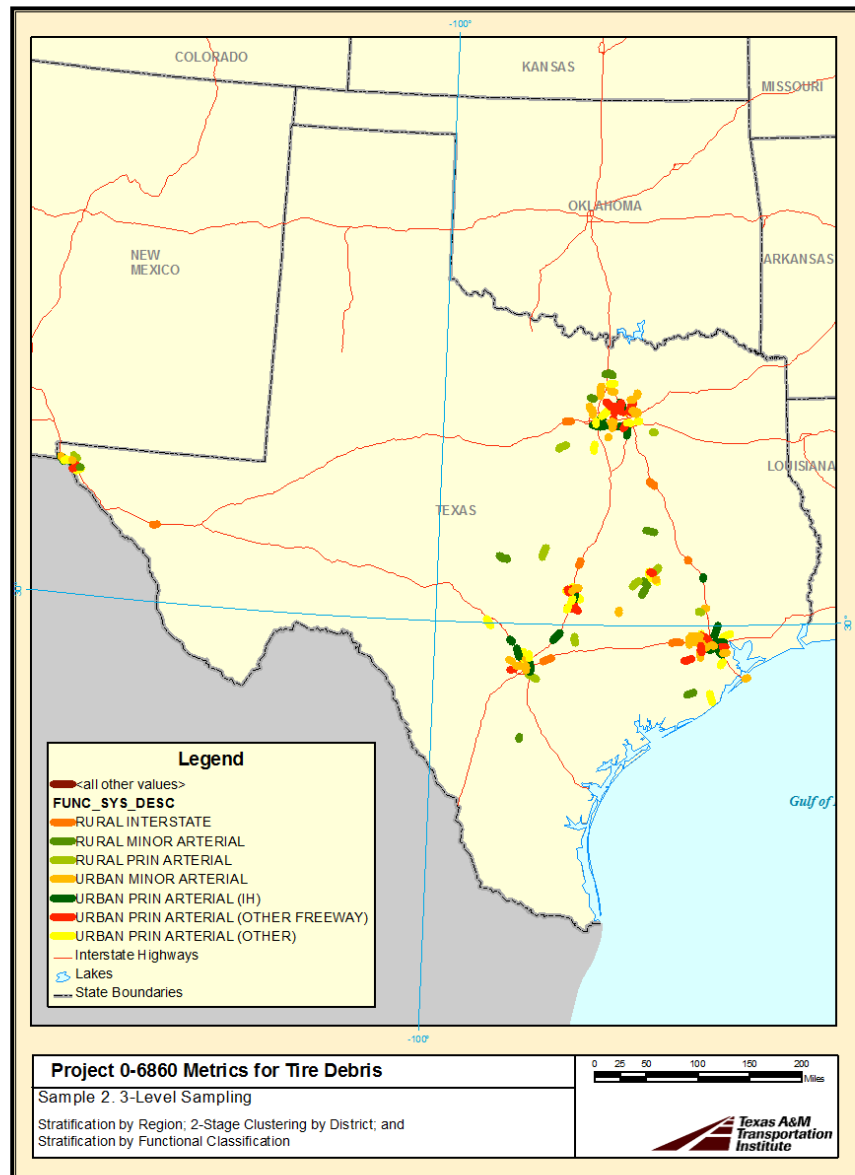 -100°
COLORADO
KANSAS
MISSOURI
OKLAHOMA
NEW
MEXICO
ARKANSAS
LOUISIANA
TEXAS
30°
30°
Gulf of
Legend
<all other values>
FUNC_SYS_DESC
RURAL INTERSTATE
RURAL MINOR ARTERIAL
RURAL PRIN ARTERIAL
URBAN MINOR ARTERIAL
URBAN PRIN ARTERIAL (IH)
URBAN PRIN ARTERIAL (OTHER FREEWAY)
URBAN PRIN ARTERIAL (OTHER)
Interstate Highways
Lakes
State Boundaries
-100°
Project 0-6860 Metrics for Tire Debris
Sample 2. 3-Level Sampling
Stratification by Region; 2-Stage Clustering by District; and
Stratification by Functional Classification
0 25 50 100 150 200
Miles
Texas A&M
Transportation
Institute